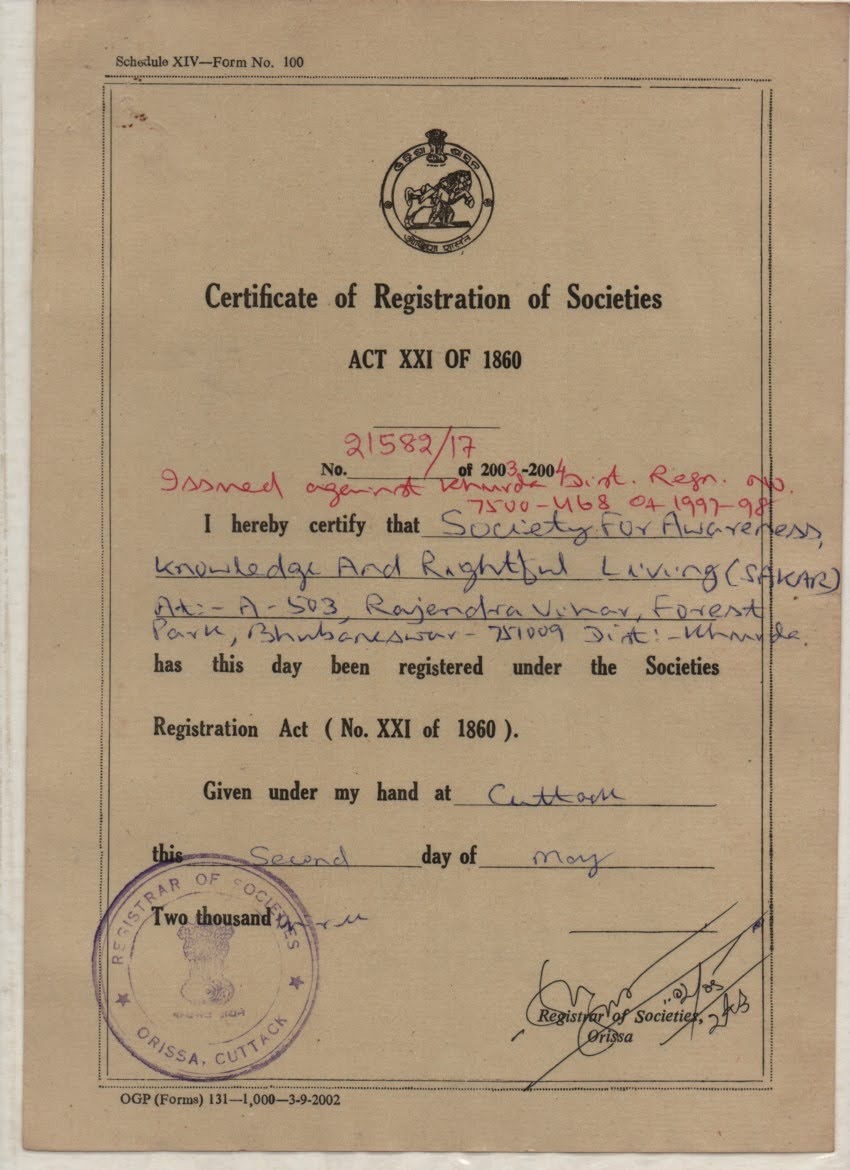 Schedule XIV—Form No. 100
ଓଡ଼ିଶା ଶାସନ
ओड़िशा शासन
Certificate of Registration of Societies
ACT XXI OF 1860
21582/17
No. of 2003-2004
Issued against Khurda Dist. Regn. no.
7500-468 of 1997-98
I hereby certify that Society For Awareness,
Knowledge And Rightful Living (SAKAR)
At:- A-503, Rajendra Vihar, Forest
Park, Bhubaneswar - 751009 Dist:- Khurda.
has this day been registered under the Societies
Registration Act ( No. XXI of 1860 ).
Given under my hand at Cuttack
this Second day of May
Two thousand three
REGISTRAR OF SOCIETIES
ORISSA, CUTTACK
Registrar of Societies,
Orissa
OGP (Forms) 131—1,000—3-9-2002